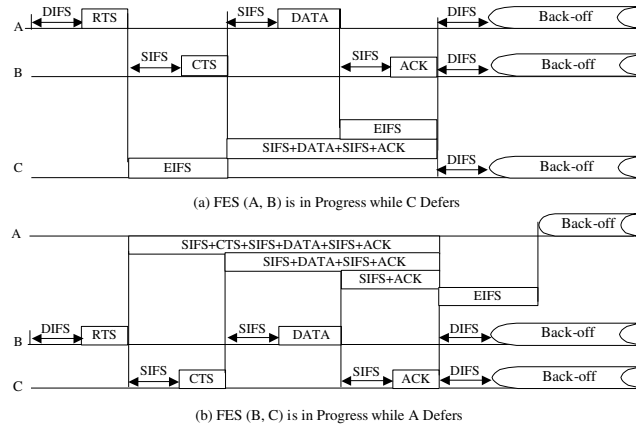 DIFS RTS SIFS DATA DIFS Back-off
A
SIFS CTS SIFS ACK DIFS Back-off
B
EIFS
SIFS+DATA+SIFS+ACK
C EIFS DIFS Back-off
(a) FES (A, B) is in Progress while C Defers
A Back-off
SIFS+CTS+SIFS+DATA+SIFS+ACK
SIFS+DATA+SIFS+ACK
SIFS+ACK
EIFS
DIFS RTS SIFS DATA DIFS Back-off
B
SIFS CTS SIFS ACK DIFS Back-off
C
(b) FES (B, C) is in Progress while A Defers